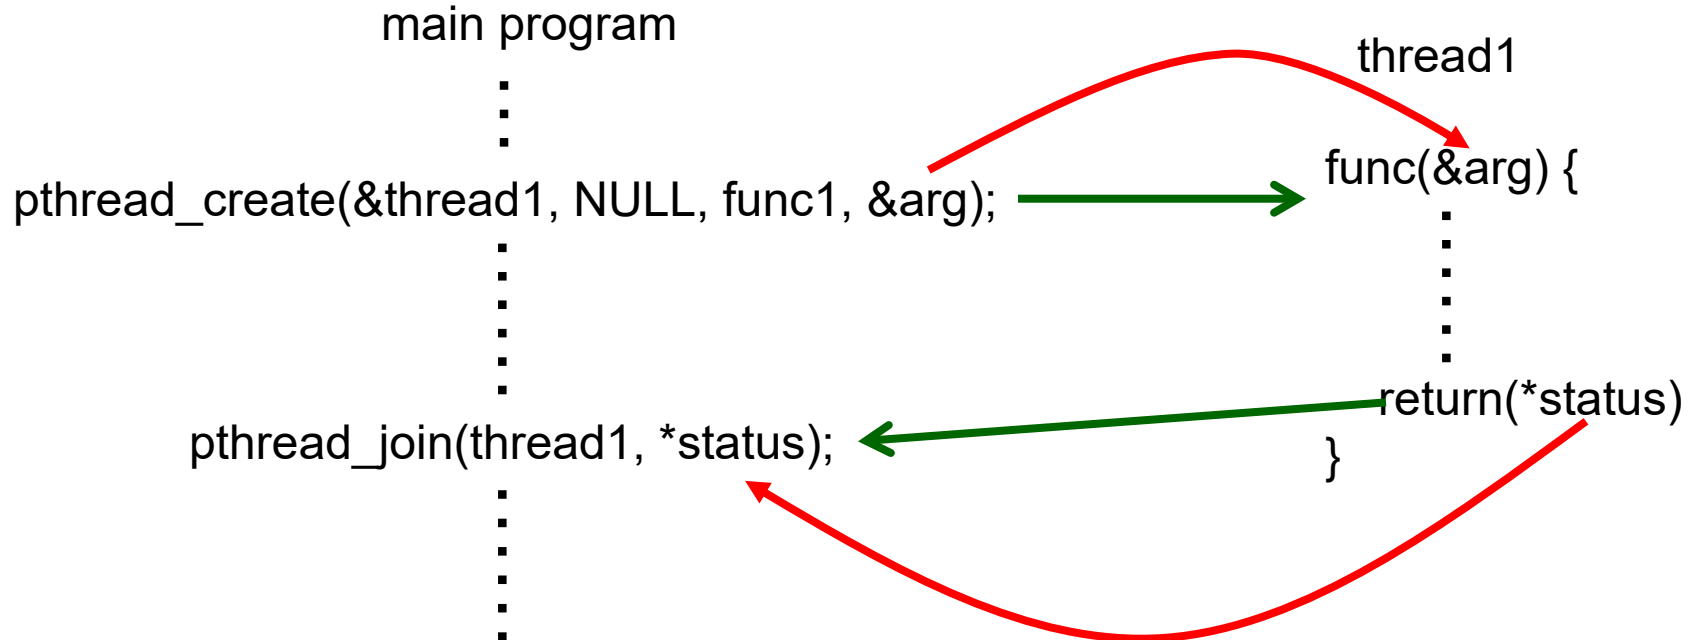 main program
thread1
func(&arg) {
pthread_create(&thread1, NULL, func1, &arg);
return(*status)
pthread_join(thread1, *status);
}